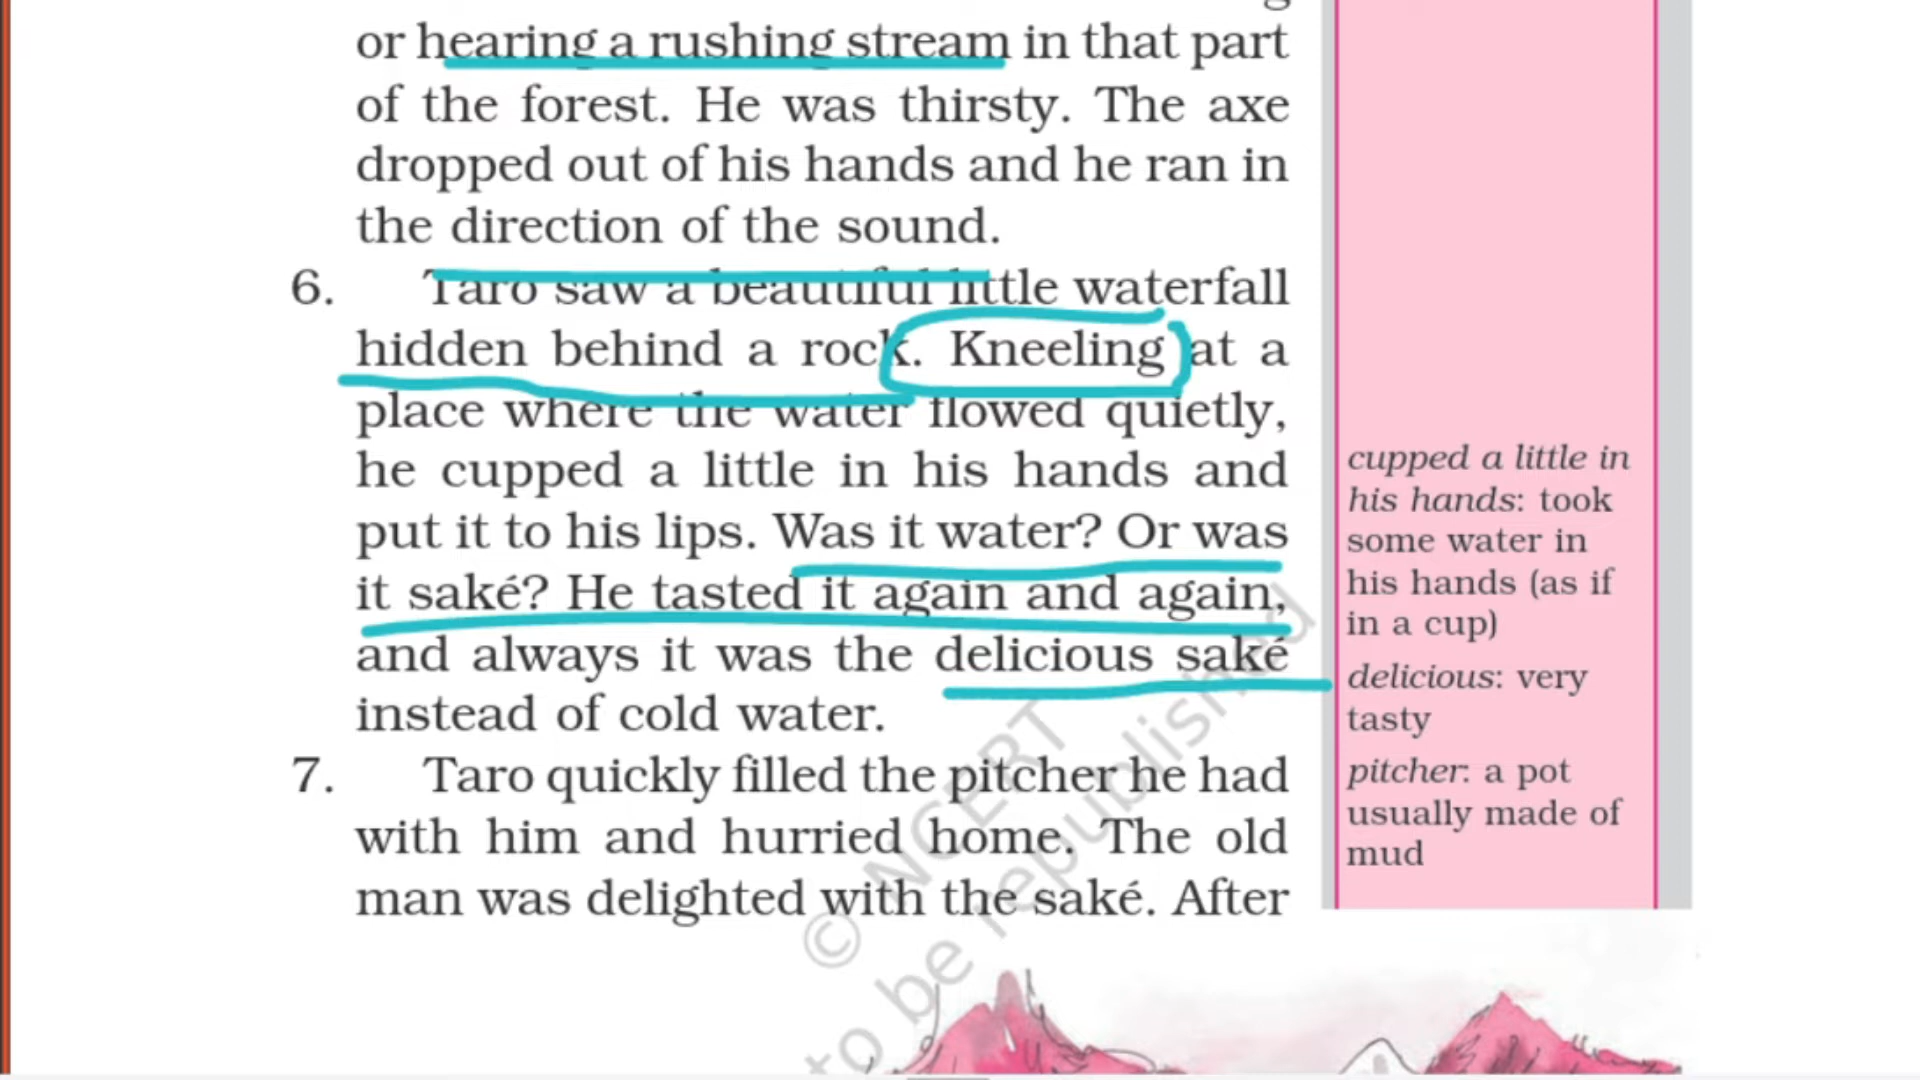 or hearing a rushing stream in that part
of the forest. He was thirsty. The axe
dropped out of his hands and he ran in
the direction of the sound.
6. Taro saw a beautiful little waterfall
hidden behind a rock. Kneeling at a
place where the water flowed quietly,
he cupped a little in his hands and
put it to his lips. Was it water? Or was
it saké? He tasted it again and again,
and always it was the delicious saké
instead of cold water.
7. Taro quickly filled the pitcher he had
with him and hurried home. The old
man was delighted with the saké. After
cupped a little in
his hands: took
some water in
his hands (as if
in a cup)
delicious: very
tasty
pitcher: a pot
usually made of
mud
© NCERT
to be republished